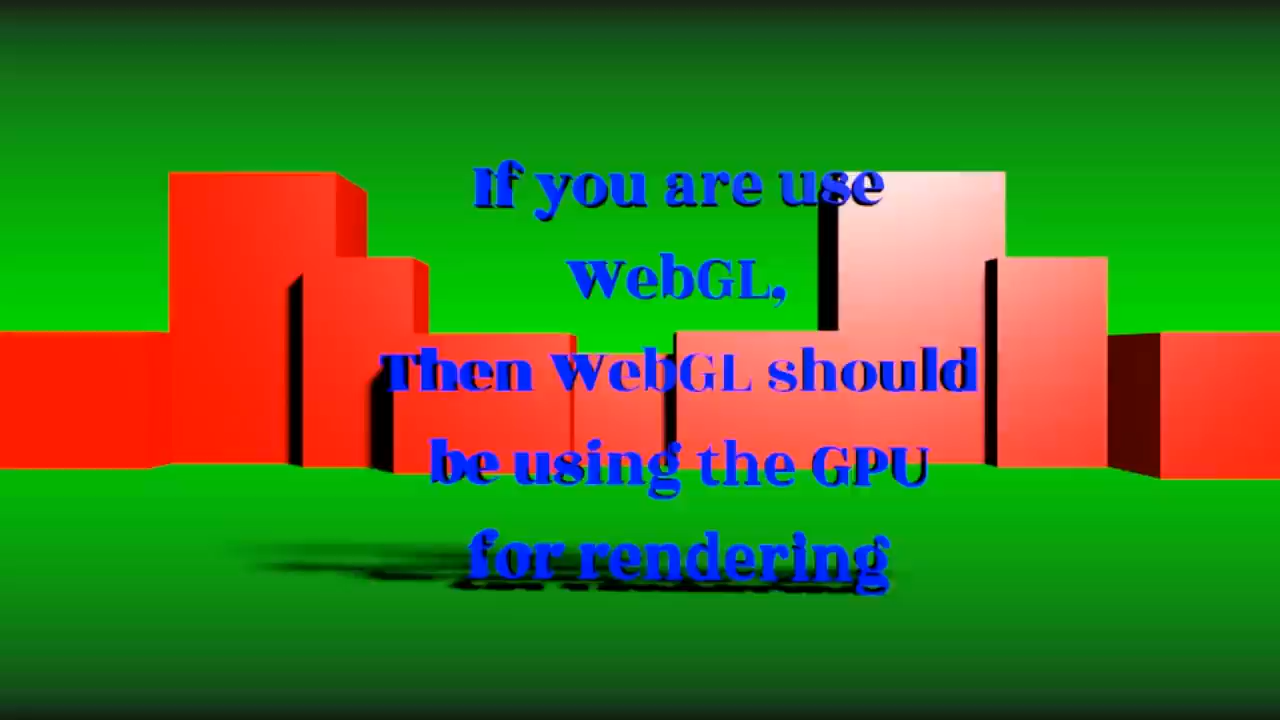 If you are use
WebGL,
Then WebGL should
be using the GPU
for rendering